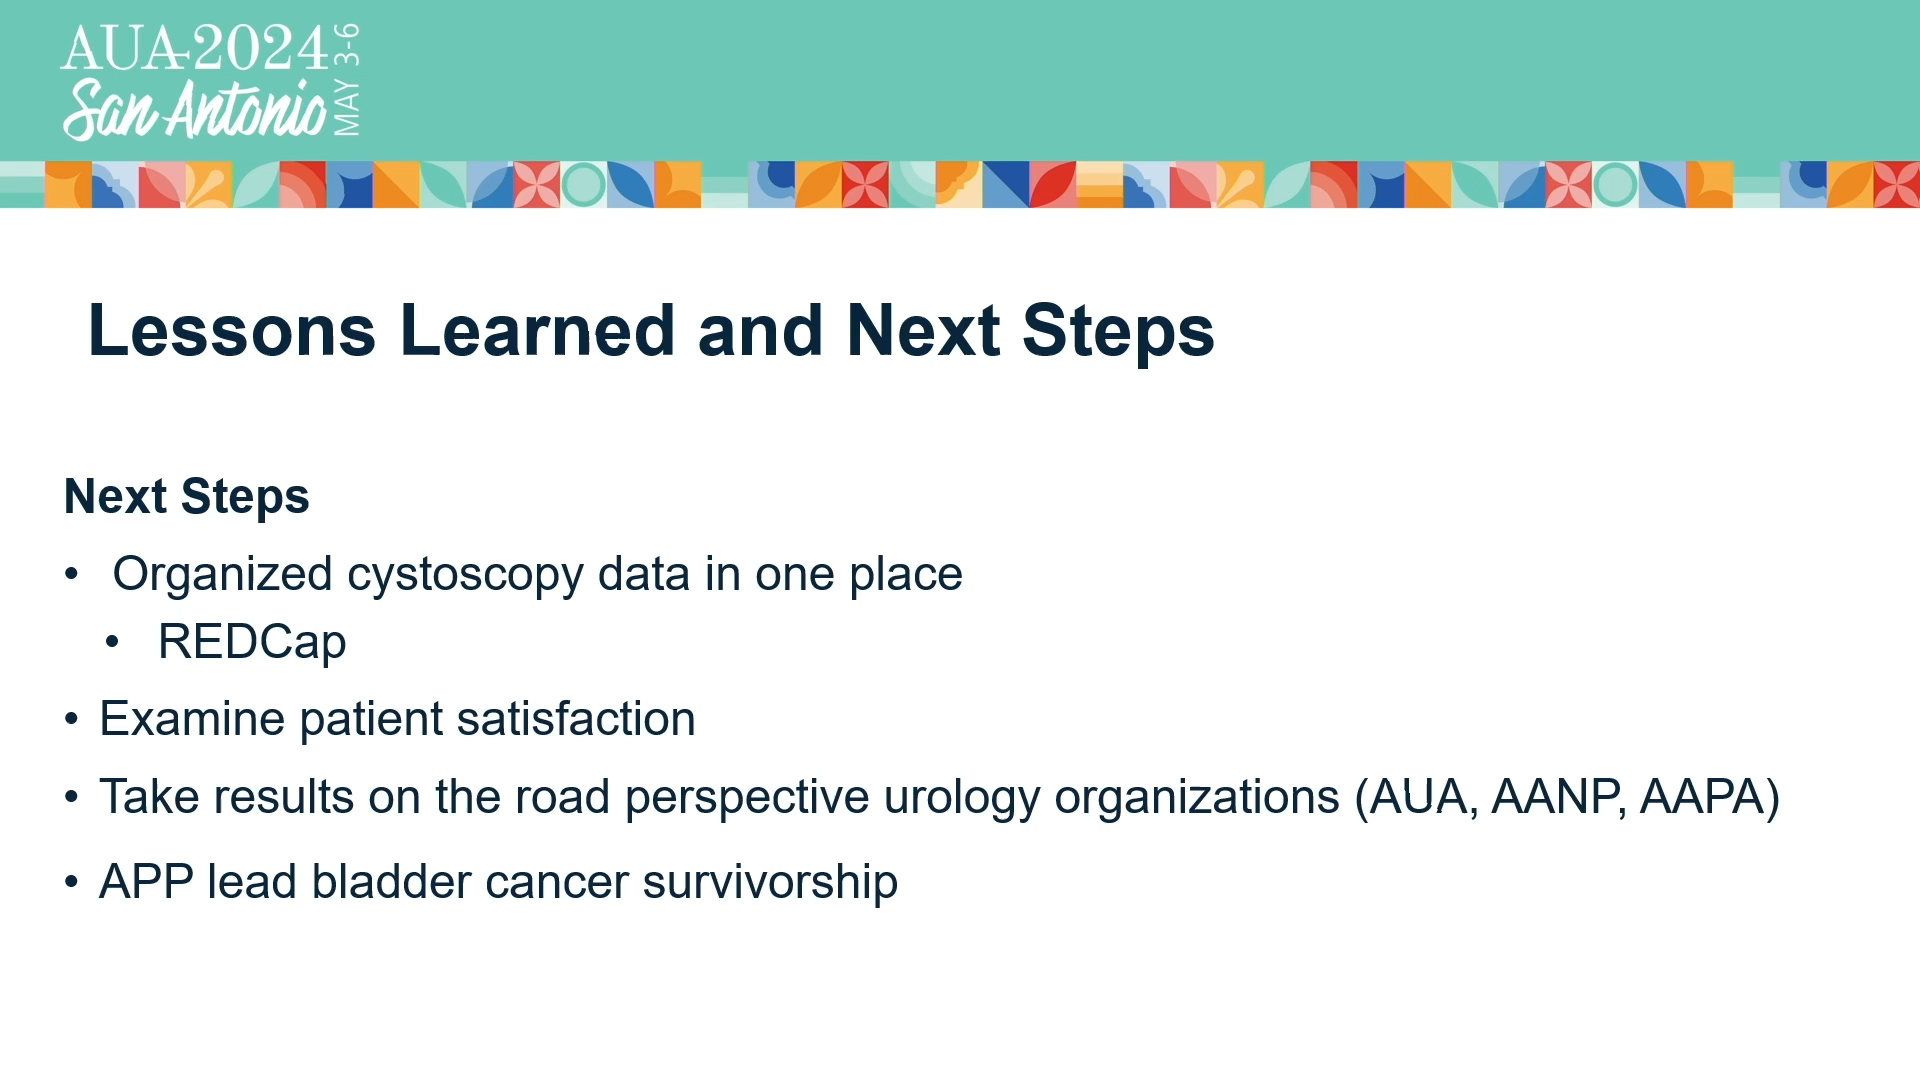 AUA2024
San Antonio
MAY 3-6
Lessons Learned and Next Steps
Next Steps
• Organized cystoscopy data in one place
• REDCap
• Examine patient satisfaction
• Take results on the road perspective urology organizations (AUA, AANP, AAPA)
• APP lead bladder cancer survivorship